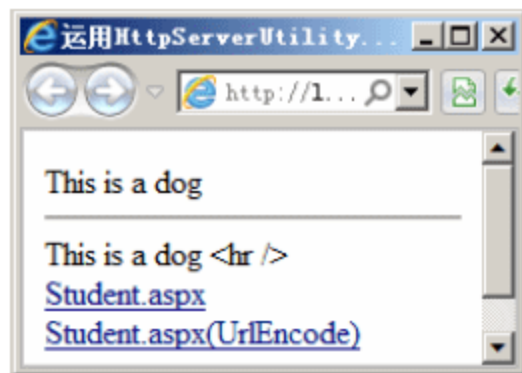 运用HttpServerUtility...
http://l...
This is a dog
This is a dog <hr />
Student.aspx
Student.aspx(UrlEncode)